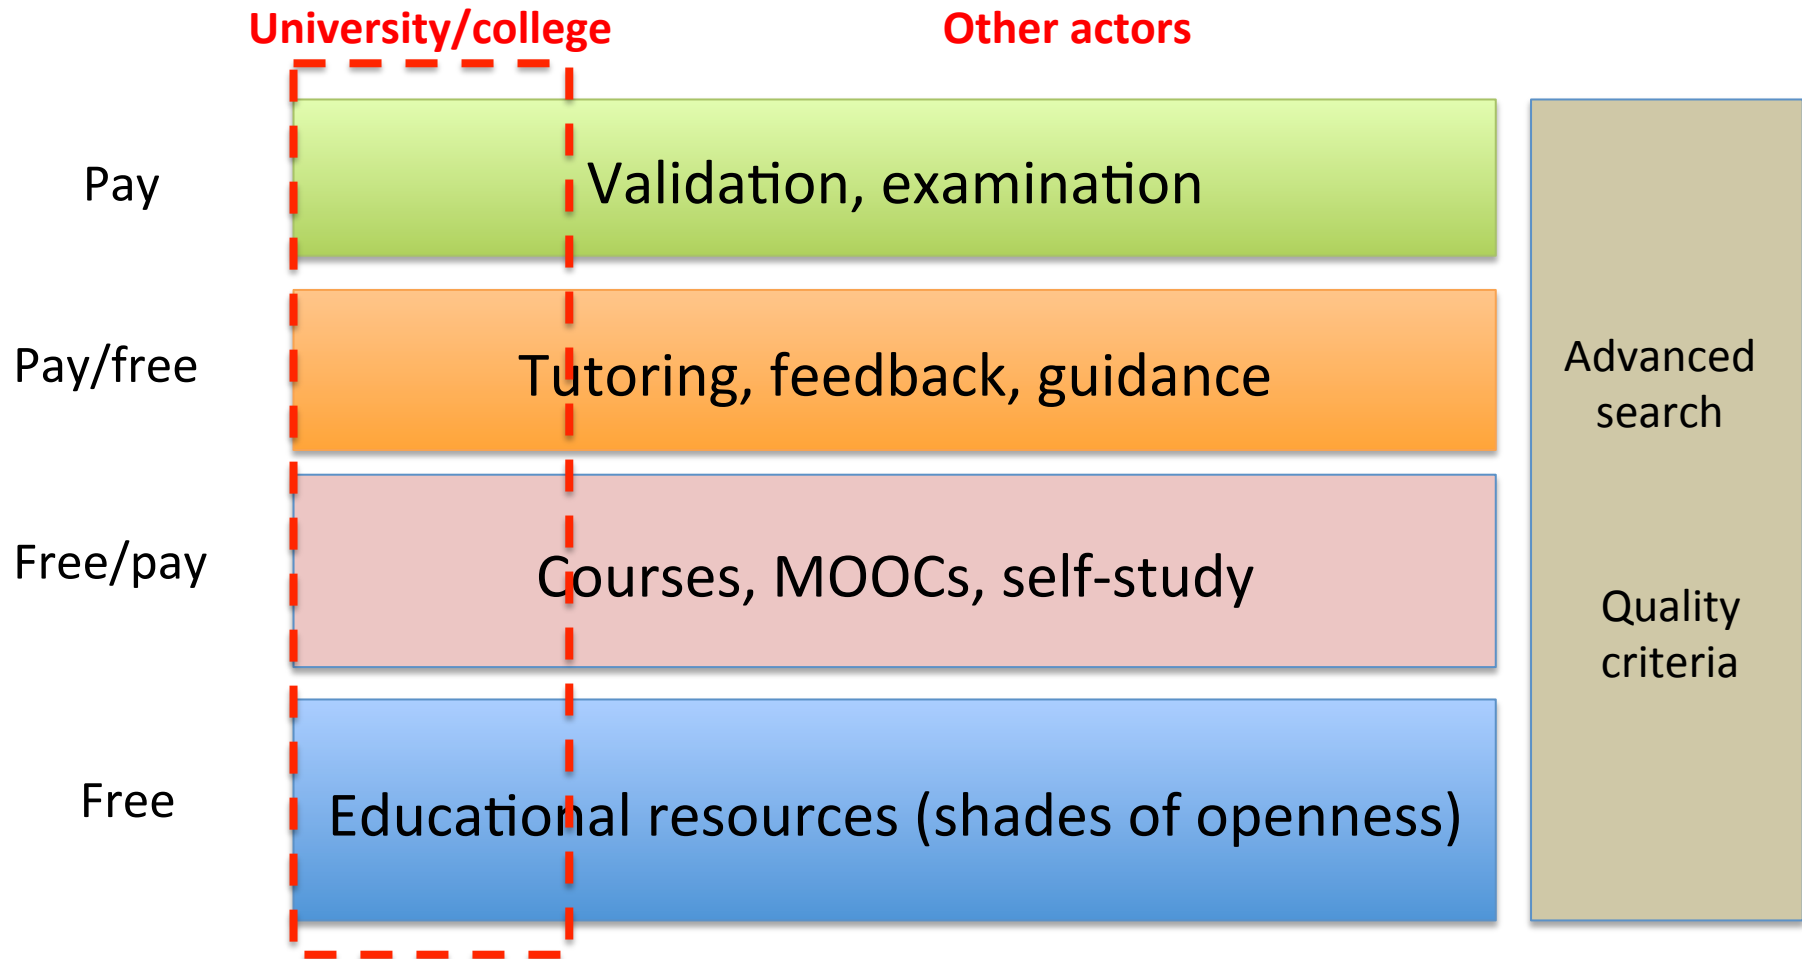 University/college
Other actors
Pay
Validation, examination
Pay/free
Tutoring, feedback, guidance
Free/pay
Courses, MOOCs, self-study
Free
Educational resources (shades of openness)
Advanced
search
Quality
criteria